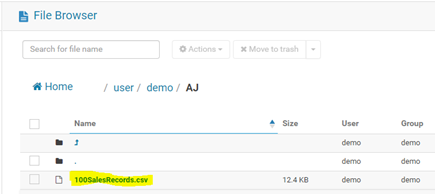 File Browser
Search for file name Actions Move to trash
Home / user / demo / AJ
Name Size User Group
demo demo
. demo demo
100SalesRecords.csv 12.4 KB demo demo